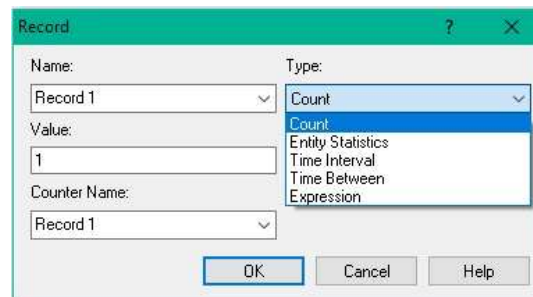 Record ?
Name: Type:
Record 1 Count
Value: Count
Entity Statistics
1 Time Interval
Time Between
Counter Name: Expression
Record 1
OK Cancel Help